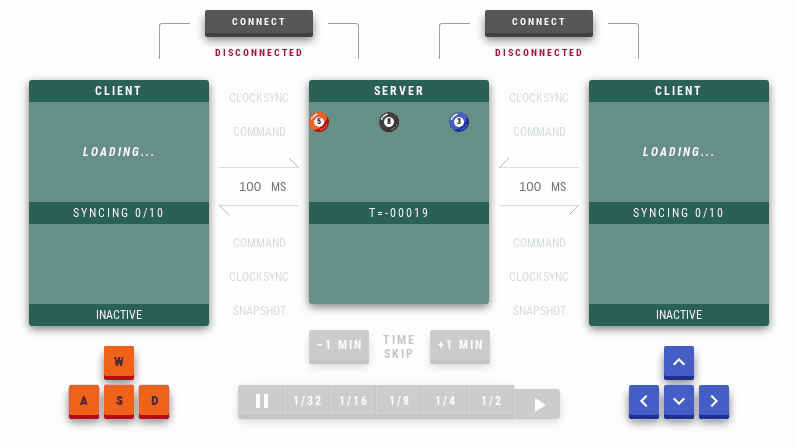 CONNECT
CONNECT
DISCONNECTED
DISCONNECTED
CLIENT
SERVER
CLIENT
CLOCKSYNC
CLOCKSYNC
5
8
3
COMMAND
COMMAND
LOADING...
LOADING...
100 MS
100 MS
SYNCING 0/10
T=-00019
SYNCING 0/10
COMMAND
COMMAND
CLOCKSYNC
CLOCKSYNC
SNAPSHOT
SNAPSHOT
INACTIVE
INACTIVE
-1 MIN
TIME
SKIP
+1 MIN
W
A S D
1/32 1/16 1/8 1/4 1/2